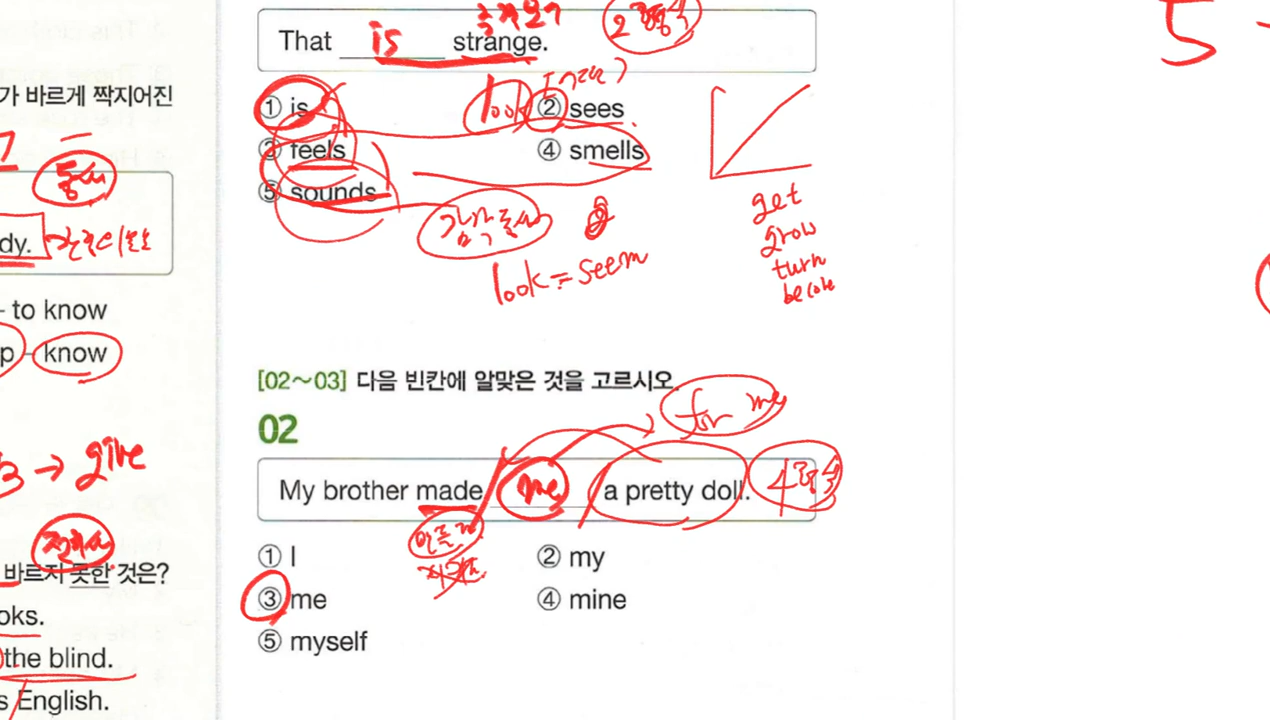 That is strange.
2형식
① is
look
② sees
③ feels
④ smells
⑤ sounds
감각동사
look = seem
get
grow
turn
become
5
가 바르게 짝지어진
동사
dy.
- to know
p - know
→ give
전치사
바르지 못한 것은?
oks.
the blind.
s English.
[02~03] 다음 빈칸에 알맞은 것을 고르시오.
for me
02
My brother made me a pretty doll.
4형식
① I
② my
③ me
④ mine
⑤ myself